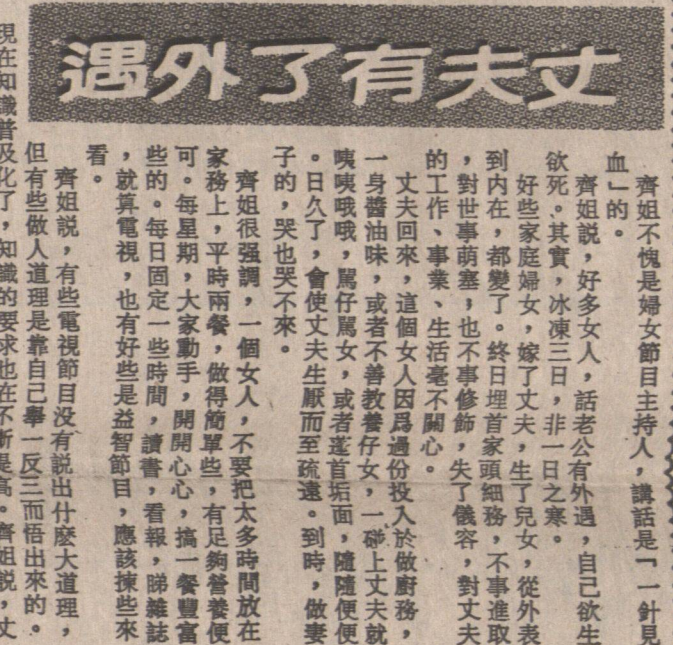 丈夫有了外遇
齊姐不愧是婦女節目主持人，講話是「一針見
血」的。
齊姐說，好多女人，話老公有外遇，自己欲生
欲死。其實，冰凍三日，非一日之寒。
好些家庭婦女，嫁了丈夫，生了兒女，從外表
到内在，都變了。終日埋首家頭細務，不事進取
，對世事萌塞；也不事修飾，失了儀容，對丈夫
的工作、事業、生活毫不關心。
丈夫回來，這個女人因爲過份投入於做廚務，
一身醬油味，或者不善教養仔女，一碰上丈夫就
咦咦哦哦，駡仔駡女，或者蓬首垢面，隨隨便便
。日久了，會使丈夫生厭而至疏遠。到時，做妻
子的，哭也哭不來。
齊姐很强調，一個女人，不要把太多時間放在
家務上，平時兩餐，做得簡單些，有足夠營養便
可。每星期，大家動手，開開心心，搞一餐豐富
些的。每日固定一些時間，讀書，看報，睇雜誌
，就算電視，也有好些是益智節目，應該揀些來
看。
齊姐説，有些電視節目没有説出什麽大道理，
但有些做人道理是靠自己舉一反三而悟出來的。
現在知識普及化了，知識的要求也在不斷提高。齊姐説，丈